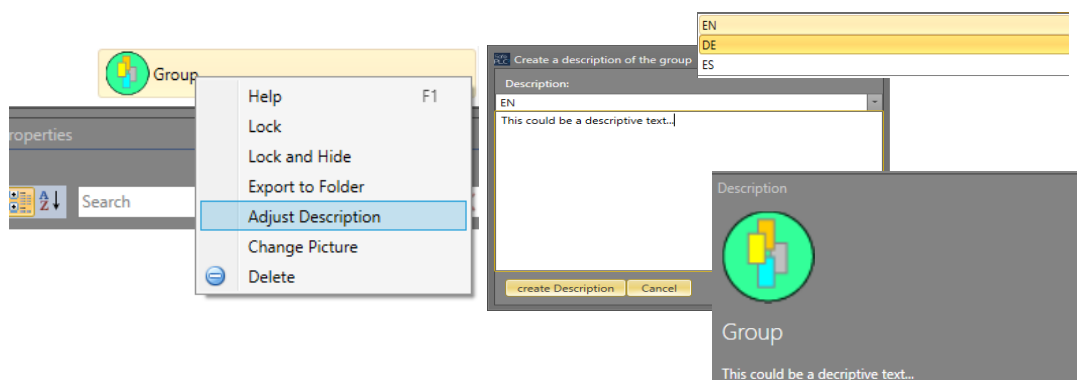 Group
Help F1
Lock
Lock and Hide
Export to Folder
Adjust Description
Change Picture
Delete
roperties
Search
Create a description of the group
Description:
EN
This could be a descriptive text...
create Description Cancel
EN
DE
ES
Description
Group
This could be a decriptive text...